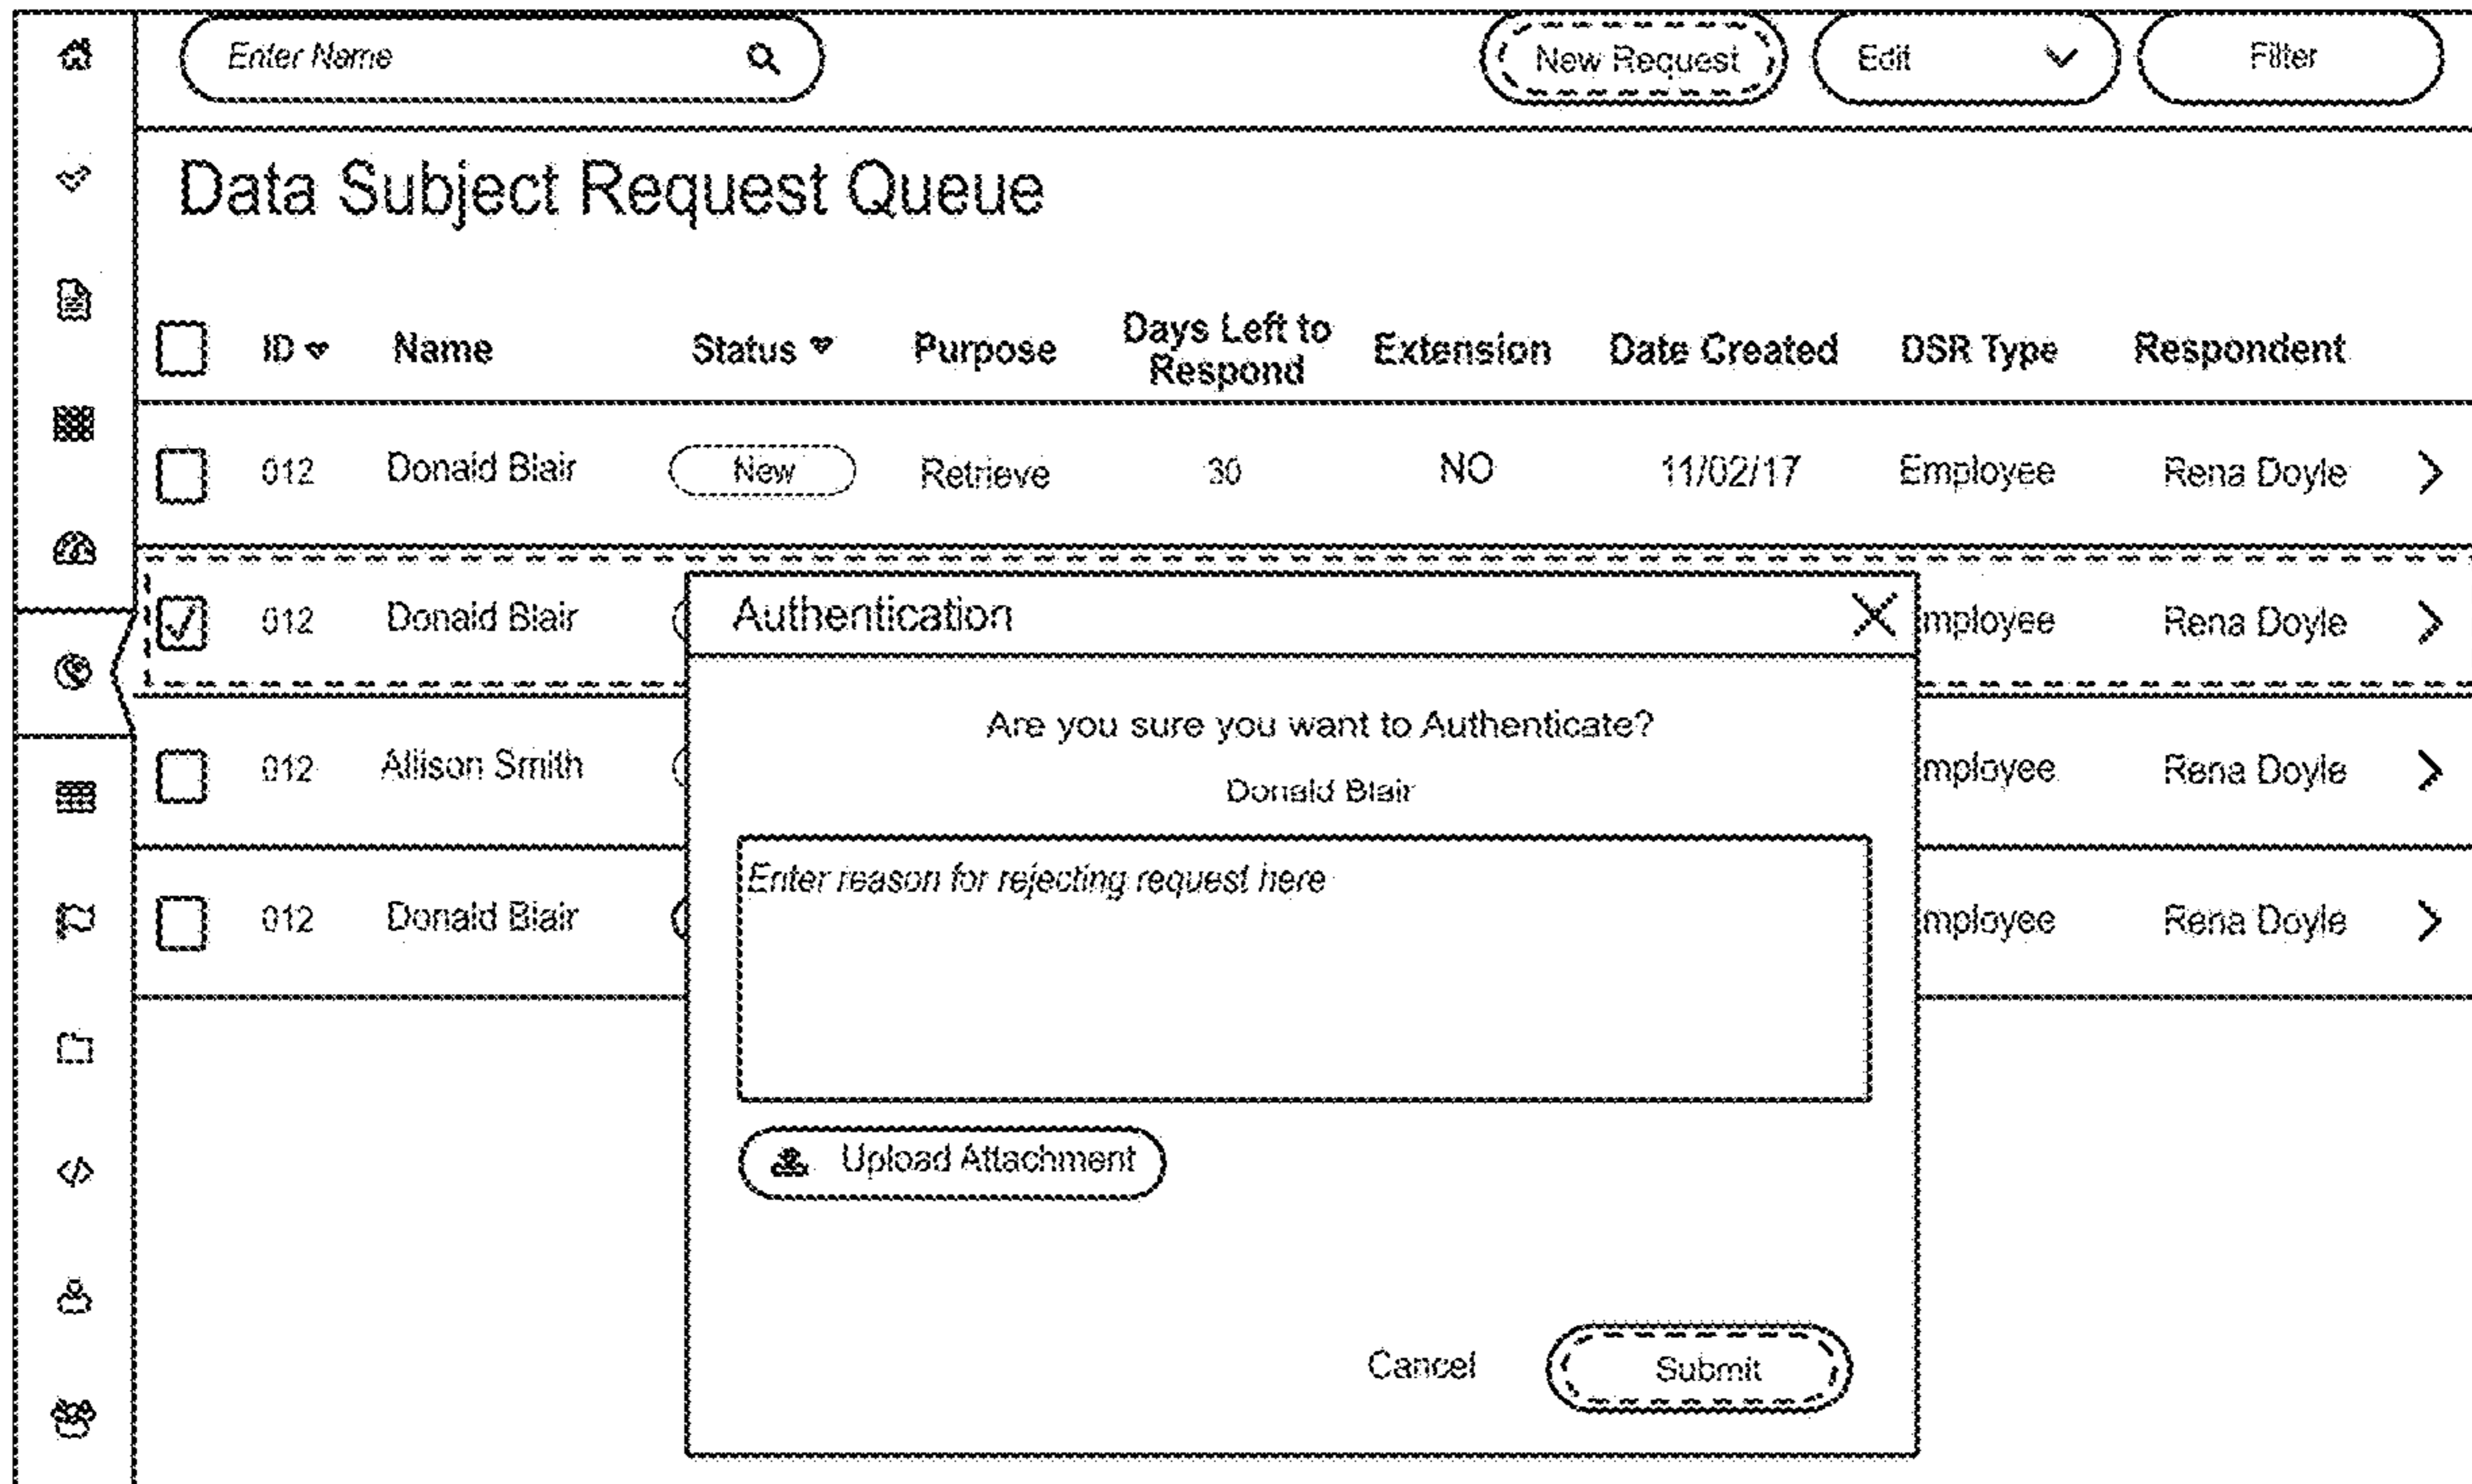 Enter Name
New Request
Edit
Filter
Data Subject Request Queue
ID Name Status Purpose Days Left to Respond Extension Date Created DSR Type Respondent
012 Donald Blair New Retrieve 30 NO 11/02/17 Employee Rena Doyle
012 Donald Blair mployee Rena Doyle
012 Allison Smith mployee Rena Doyle
012 Donald Blair mployee Rena Doyle
Authentication
Are you sure you want to Authenticate?
Donald Blair
Enter reason for rejecting request here
Upload Attachment
Cancel Submit